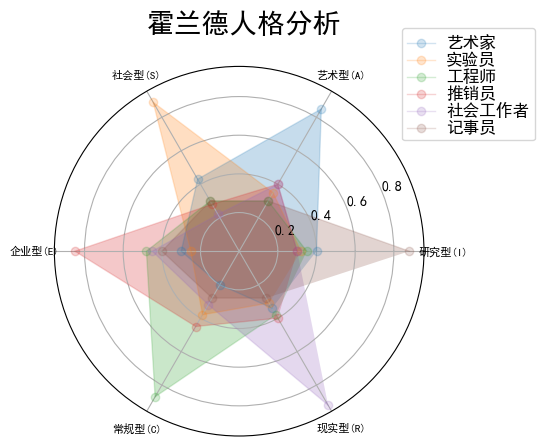 霍兰德人格分析
艺术家
实验员
工程师
推销员
社会工作者
记事员
社会型(S)
艺术型(A)
0.8
0.6
0.4
0.2
企业型(E)
研究型(I)
常规型(C)
现实型(R)